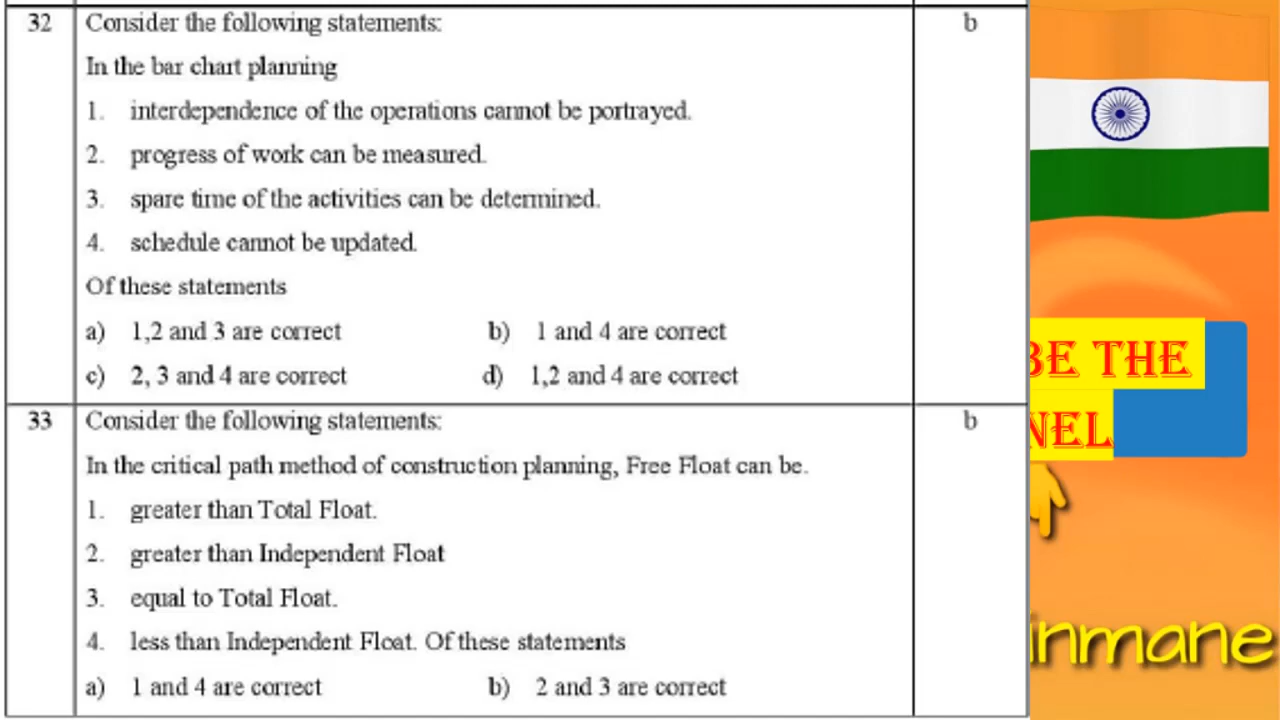 32 Consider the following statements: b
In the bar chart planning
1. interdependence of the operations cannot be portrayed.
2. progress of work can be measured.
3. spare time of the activities can be determined.
4. schedule cannot be updated.
Of these statements
a) 1,2 and 3 are correct b) 1 and 4 are correct
c) 2, 3 and 4 are correct d) 1,2 and 4 are correct
33 Consider the following statements: b
In the critical path method of construction planning, Free Float can be.
1. greater than Total Float.
2. greater than Independent Float
3. equal to Total Float.
4. less than Independent Float. Of these statements
a) 1 and 4 are correct b) 2 and 3 are correct
BE THE
NEL
inmane